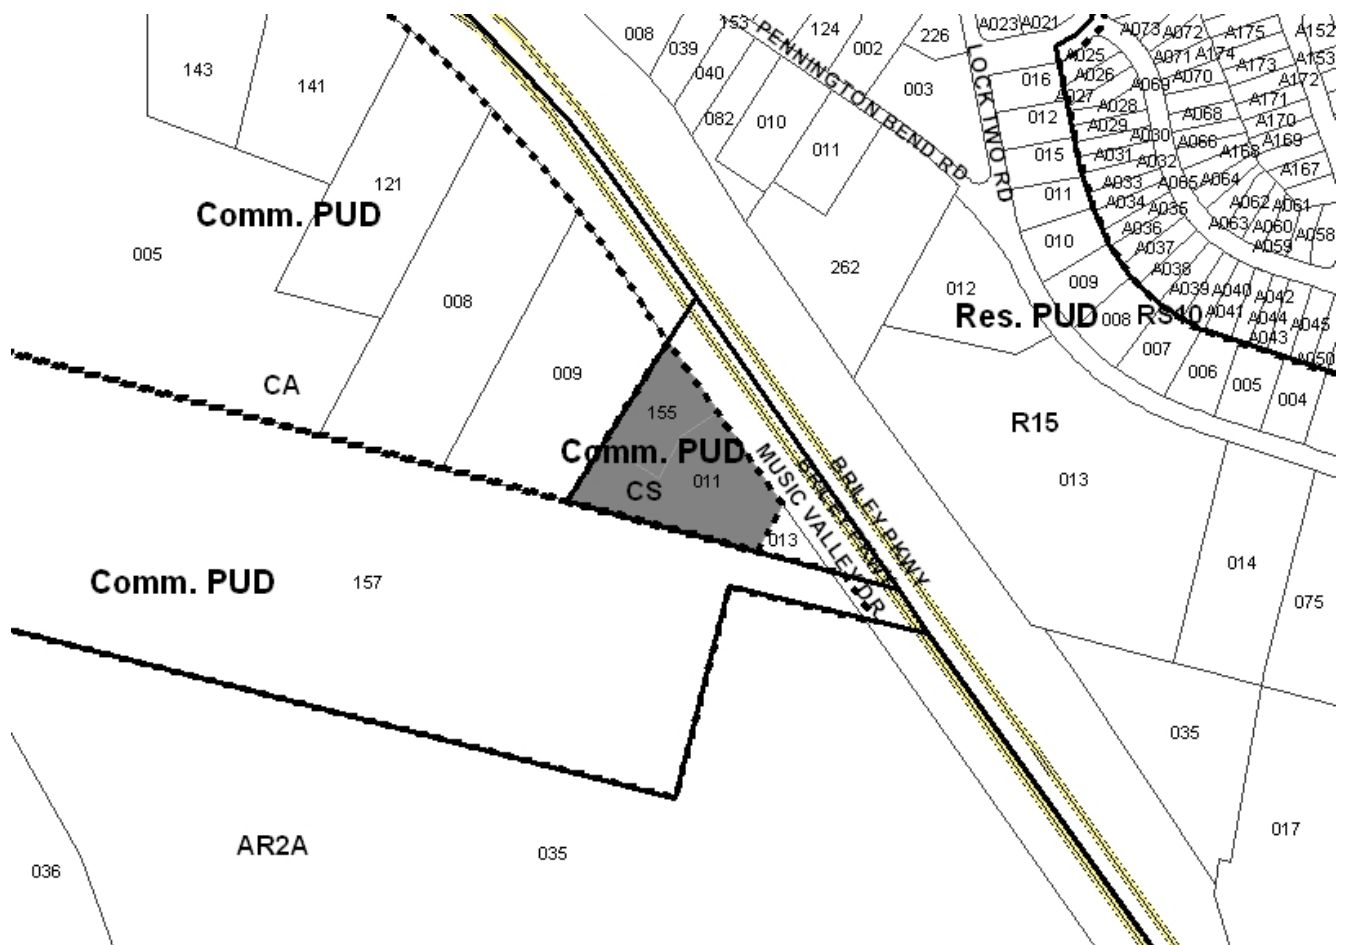 153
124
A023
A021
A073
A072
A175
A152
008
039
002
226
PENNINGTON BEND RD
LOCK TWO RD
A025
A071
A174
A153
143
141
040
003
016
A026
A069
A070
A173
A172
A027
A028
A068
A171
082
010
012
A029
A030
A066
A170
A169
011
015
A031
A032
A168
A167
121
011
A033
A065
A064
A034
A035
A062
A061
Comm. PUD
A036
A063
A060
A058
005
010
A037
A059
262
A038
012
009
A039
A040
A042
008
Res. PUD
008
RS10
A041
A044
A045
A043
007
A050
009
CA
006
005
004
155
R15
Comm. PUD
CS
011
013
MUSIC VALLEY DR
BRILEY PKWY
BRILEY PKWY
013
014
Comm. PUD
157
075
035
017
AR2A
035
036